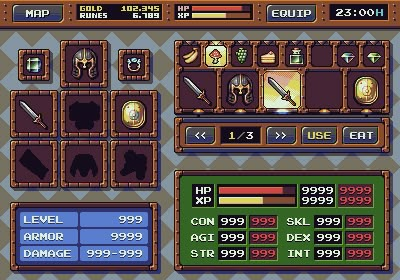 MAP
GOLD 102.345
RUNES 6.789
HP
XP
EQUIP
23:00H
<<
1/3
>>
USE
EAT
LEVEL 999
ARMOR 9999
DAMAGE 999-999
HP 9999 9999
XP 9999 9999
CON 999 999 SKL 999 999
AGI 999 999 DEX 999 999
STR 999 999 INT 999 999